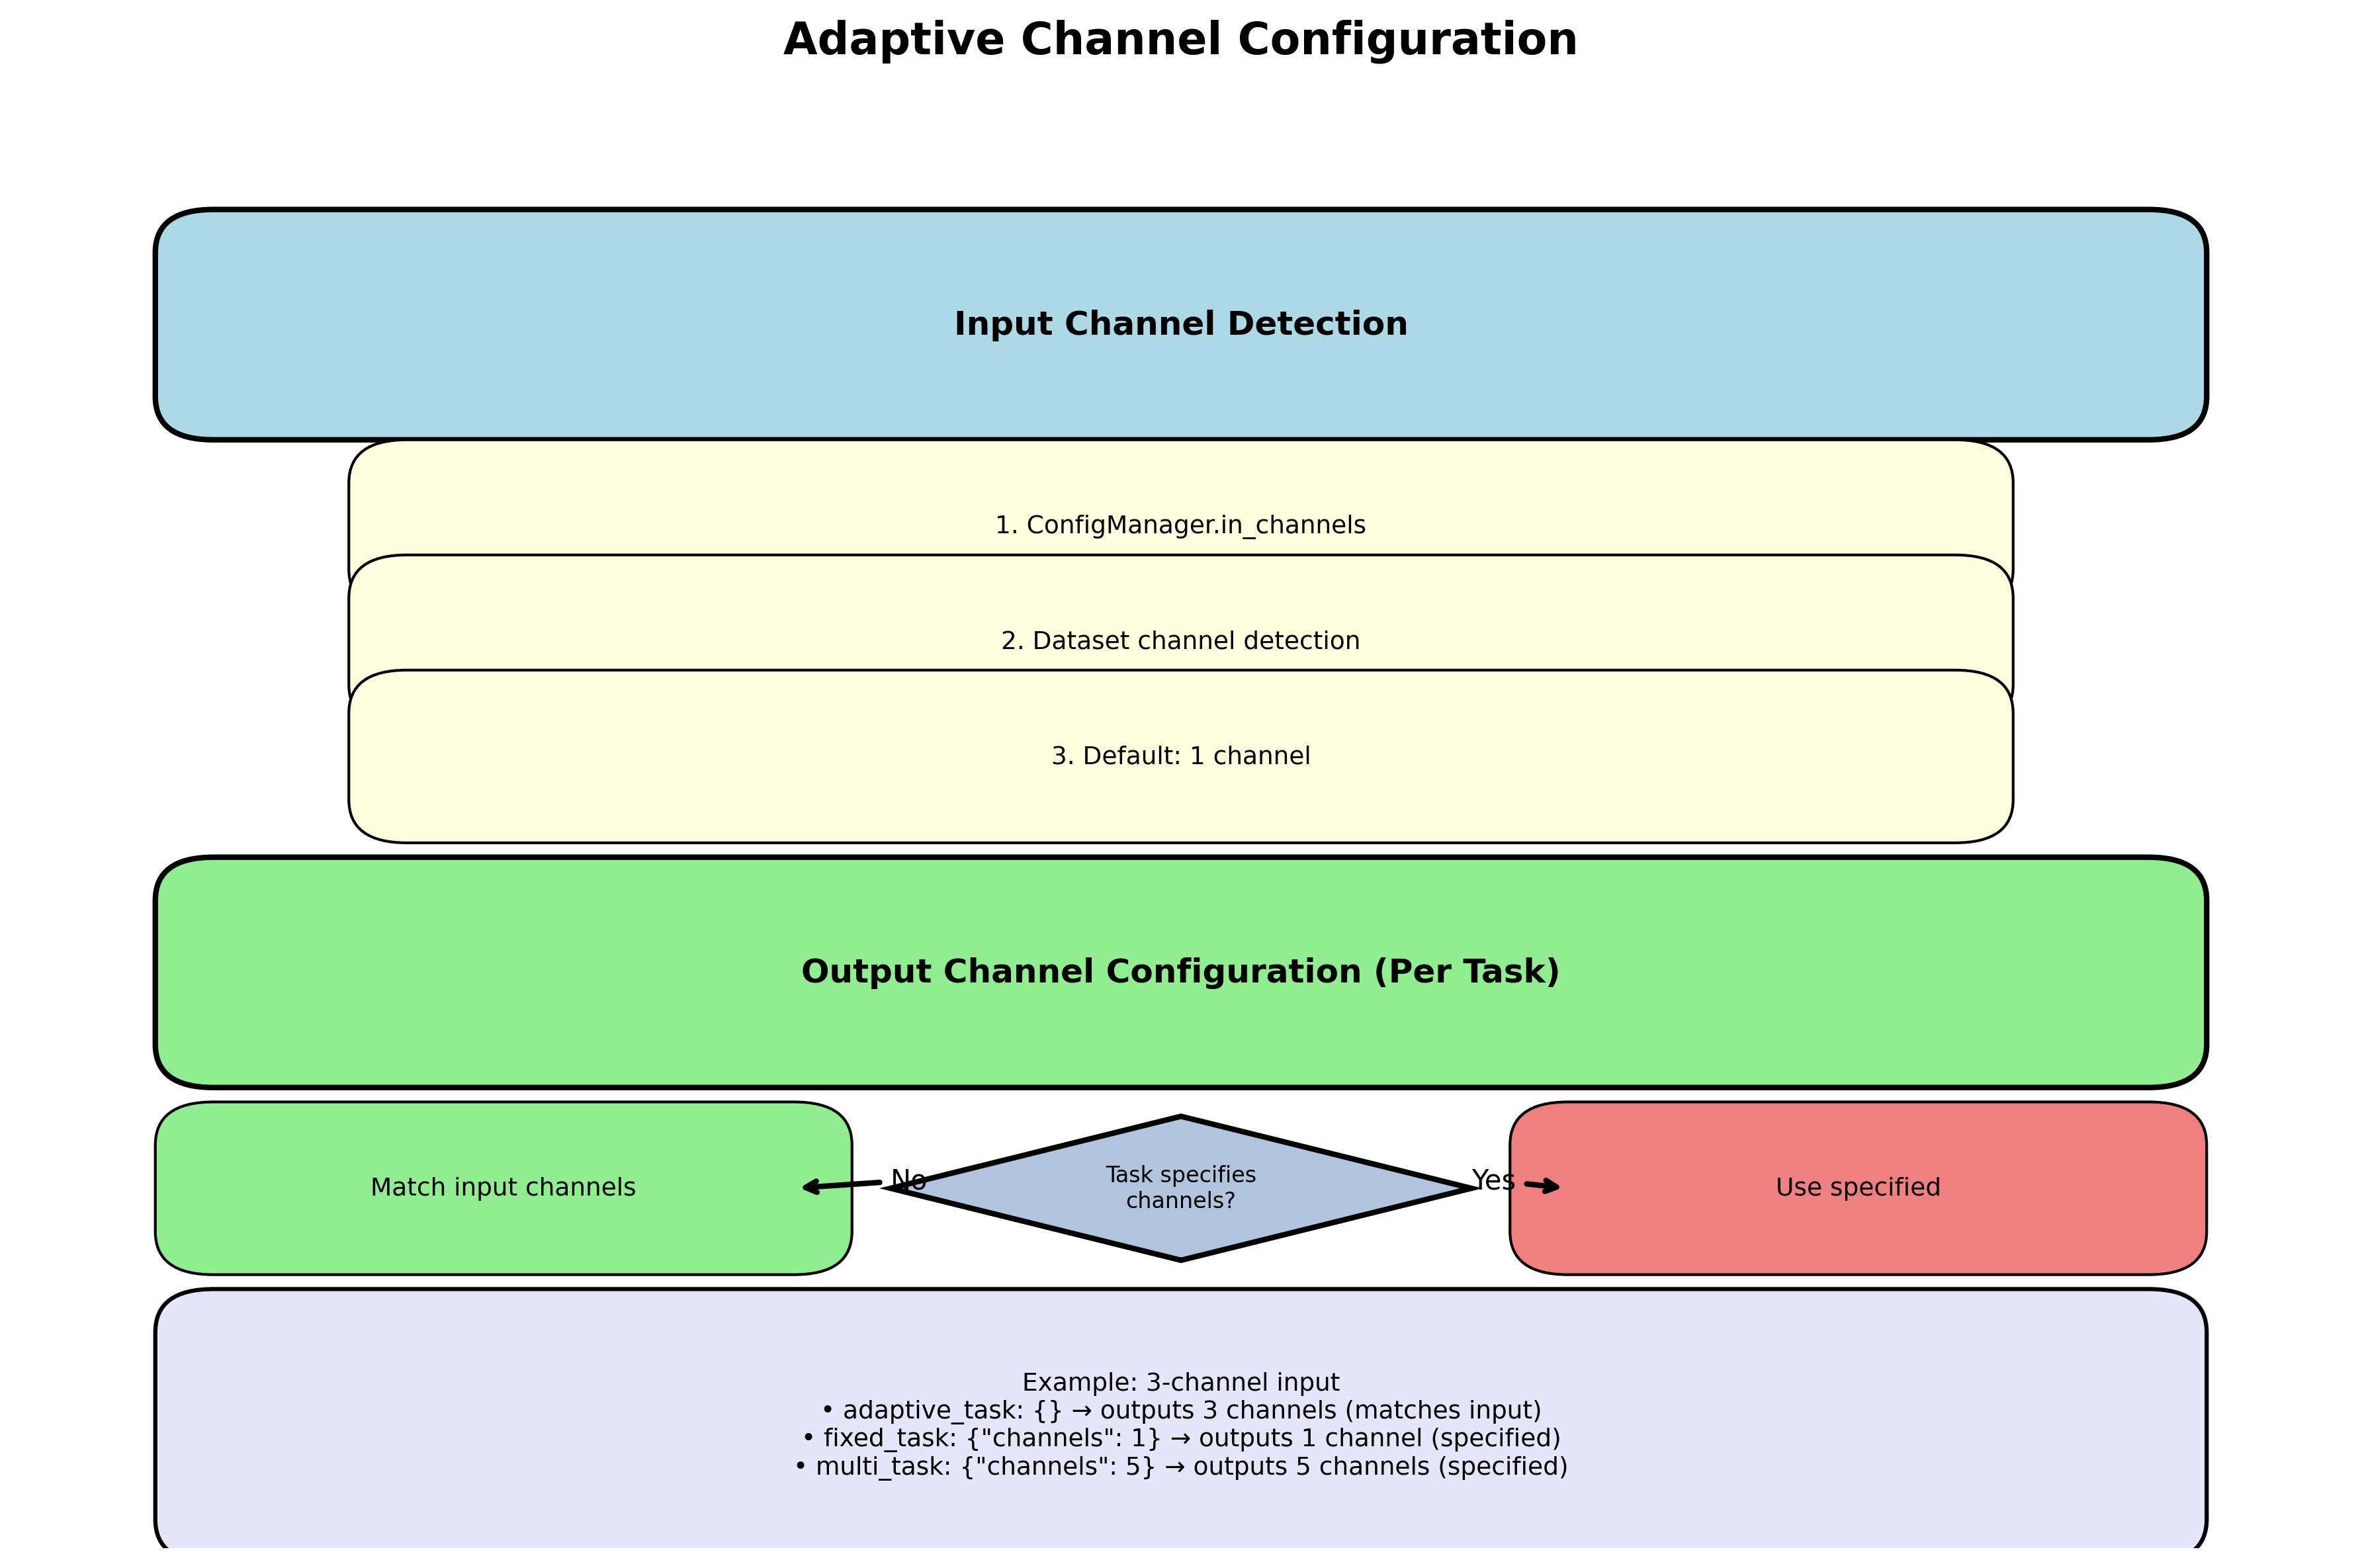 Adaptive Channel Configuration
Input Channel Detection
1. ConfigManager.in_channels
2. Dataset channel detection
3. Default: 1 channel
Output Channel Configuration (Per Task)
Match input channels
No
Task specifies
channels?
Yes
Use specified
Example: 3-channel input
• adaptive_task: {} → outputs 3 channels (matches input)
• fixed_task: {"channels": 1} → outputs 1 channel (specified)
• multi_task: {"channels": 5} → outputs 5 channels (specified)